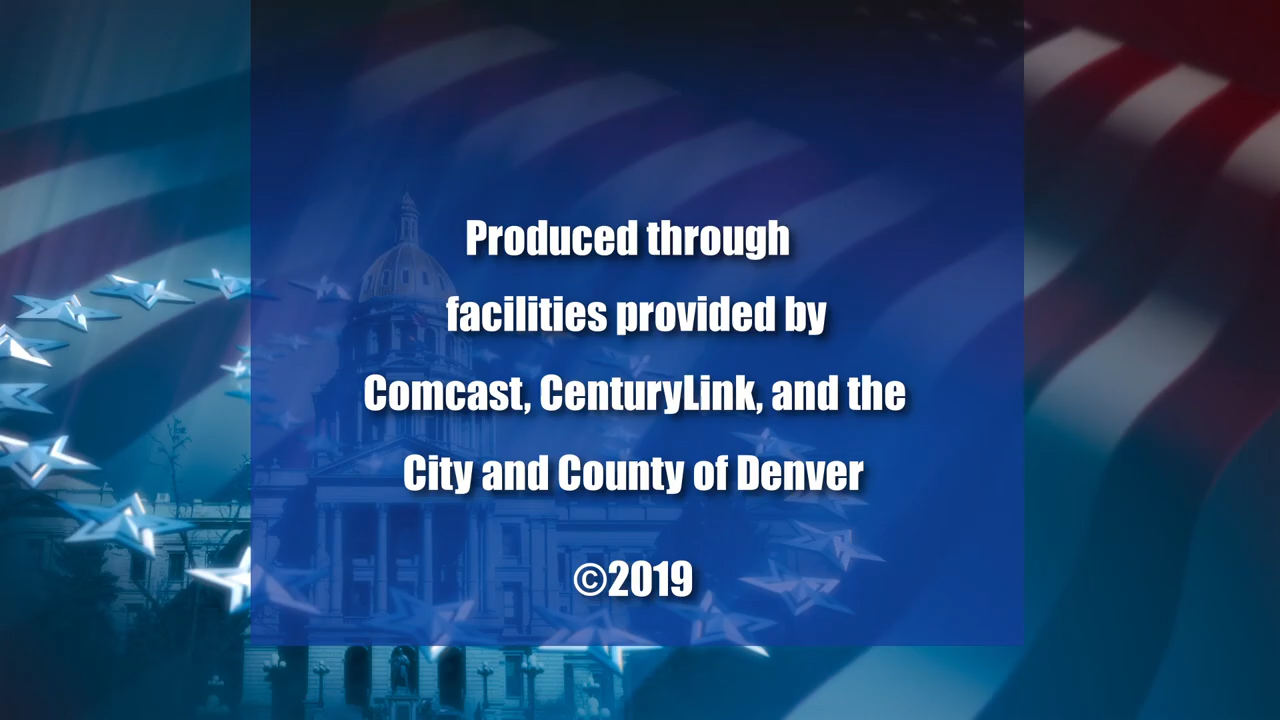 Produced through
facilities provided by
Comcast, CenturyLink, and the
City and County of Denver
©2019